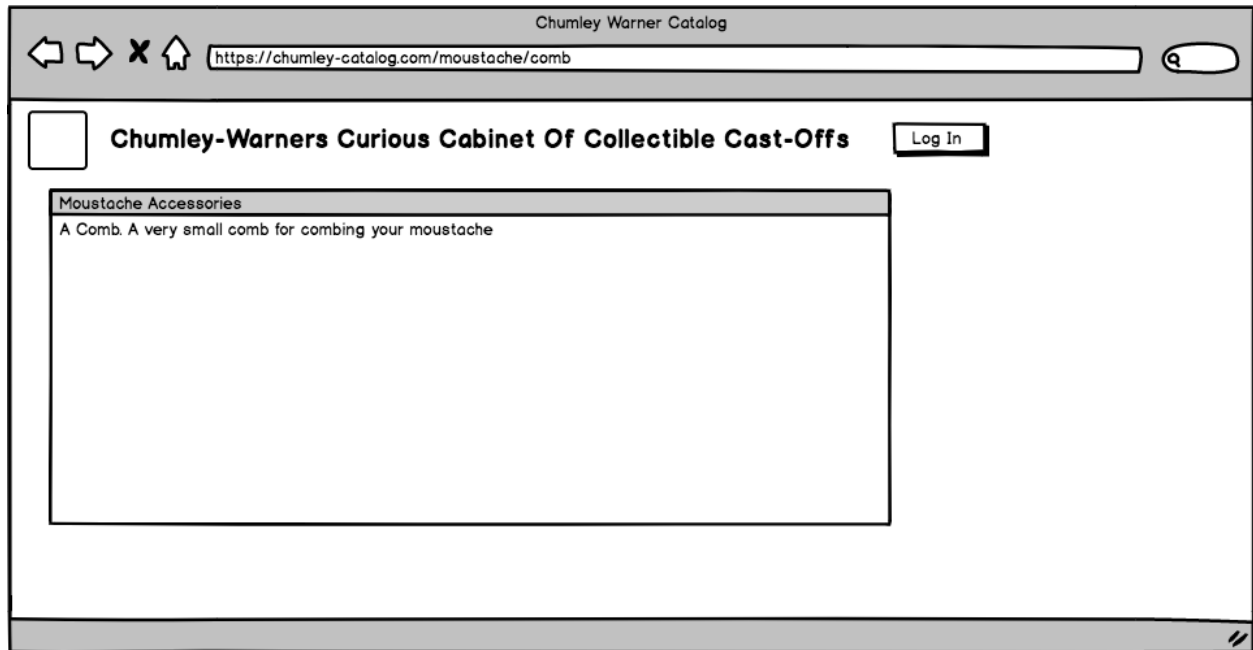 Chumley Warner Catalog
https://chumley-catalog.com/moustache/comb
Chumley-Warners Curious Cabinet Of Collectible Cast-Offs
Log In
Moustache Accessories
A Comb. A very small comb for combing your moustache